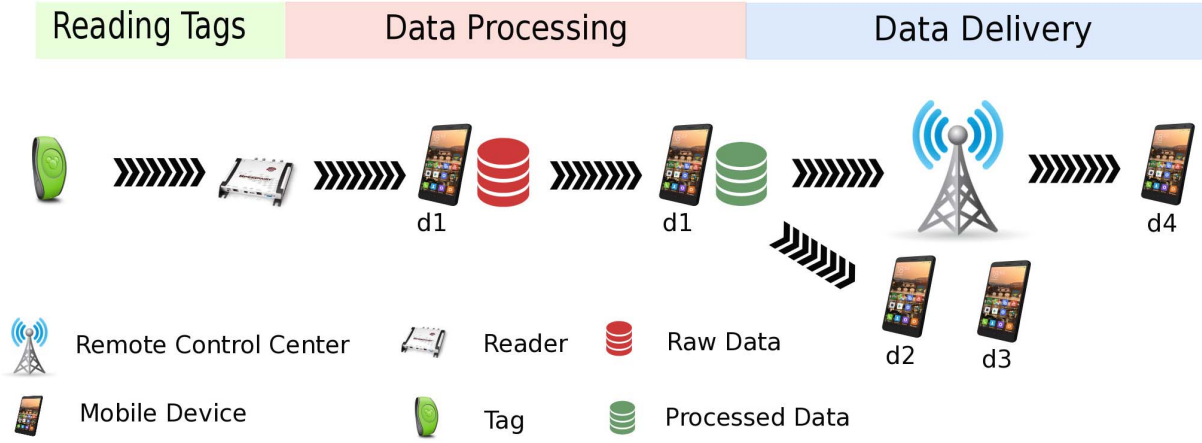 Reading Tags
Data Processing
Data Delivery
d1
d1
d4
d2
d3
Remote Control Center
Reader
Raw Data
Mobile Device
Tag
Processed Data